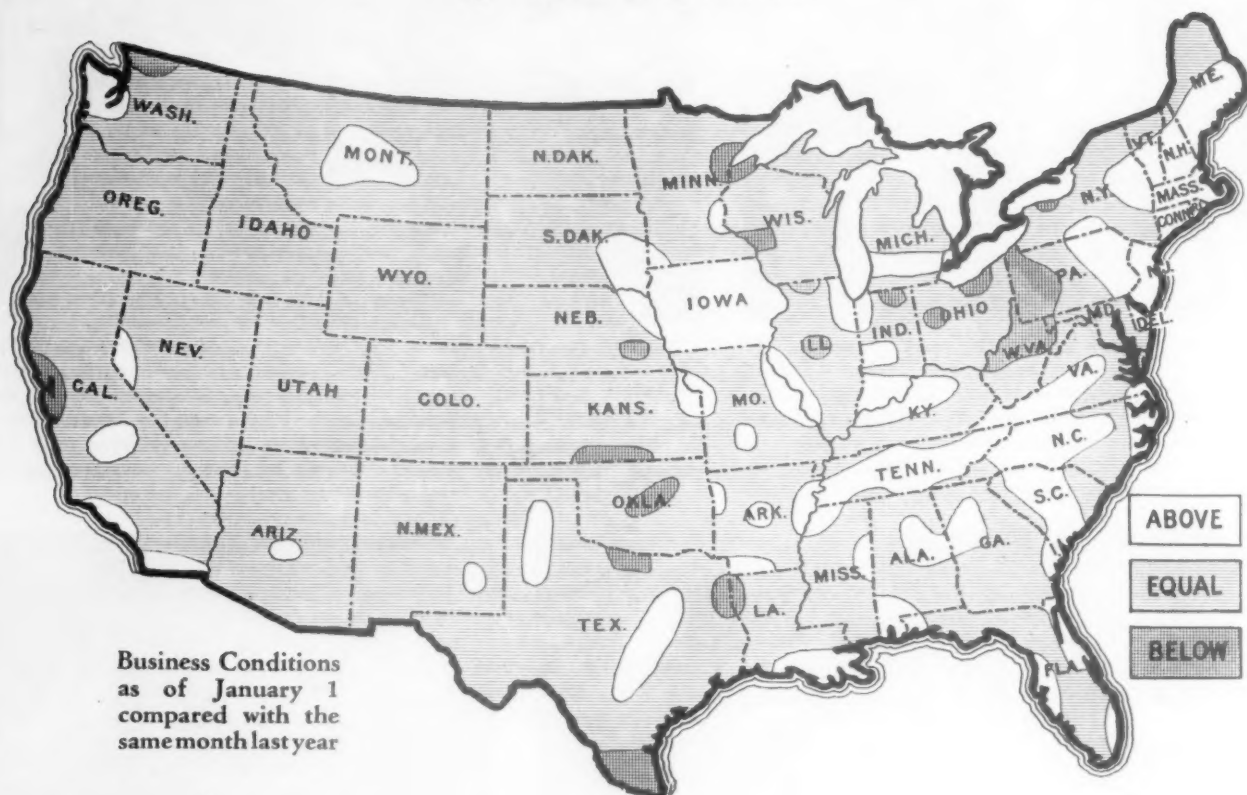 WASH.
OREG.
CAL.
NEV.
IDAHO
MONT.
WYO.
UTAH
COLO.
ARIZ.
N.MEX.
N.DAK.
S.DAK.
NEB.
KANS.
OKLA.
TEX.
MINN.
IOWA
MO.
ARK.
LA.
WIS.
ILL.
MICH.
IND.
OHIO
KY.
TENN.
MISS.
ALA.
GA.
FLA.
S.C.
N.C.
VA.
W.VA.
MD.
DEL.
PA.
N.Y.
VT.
N.H.
ME.
MASS.
CONN.
ABOVE
EQUAL
BELOW
Business Conditions
as of January 1
compared with the
same month last year